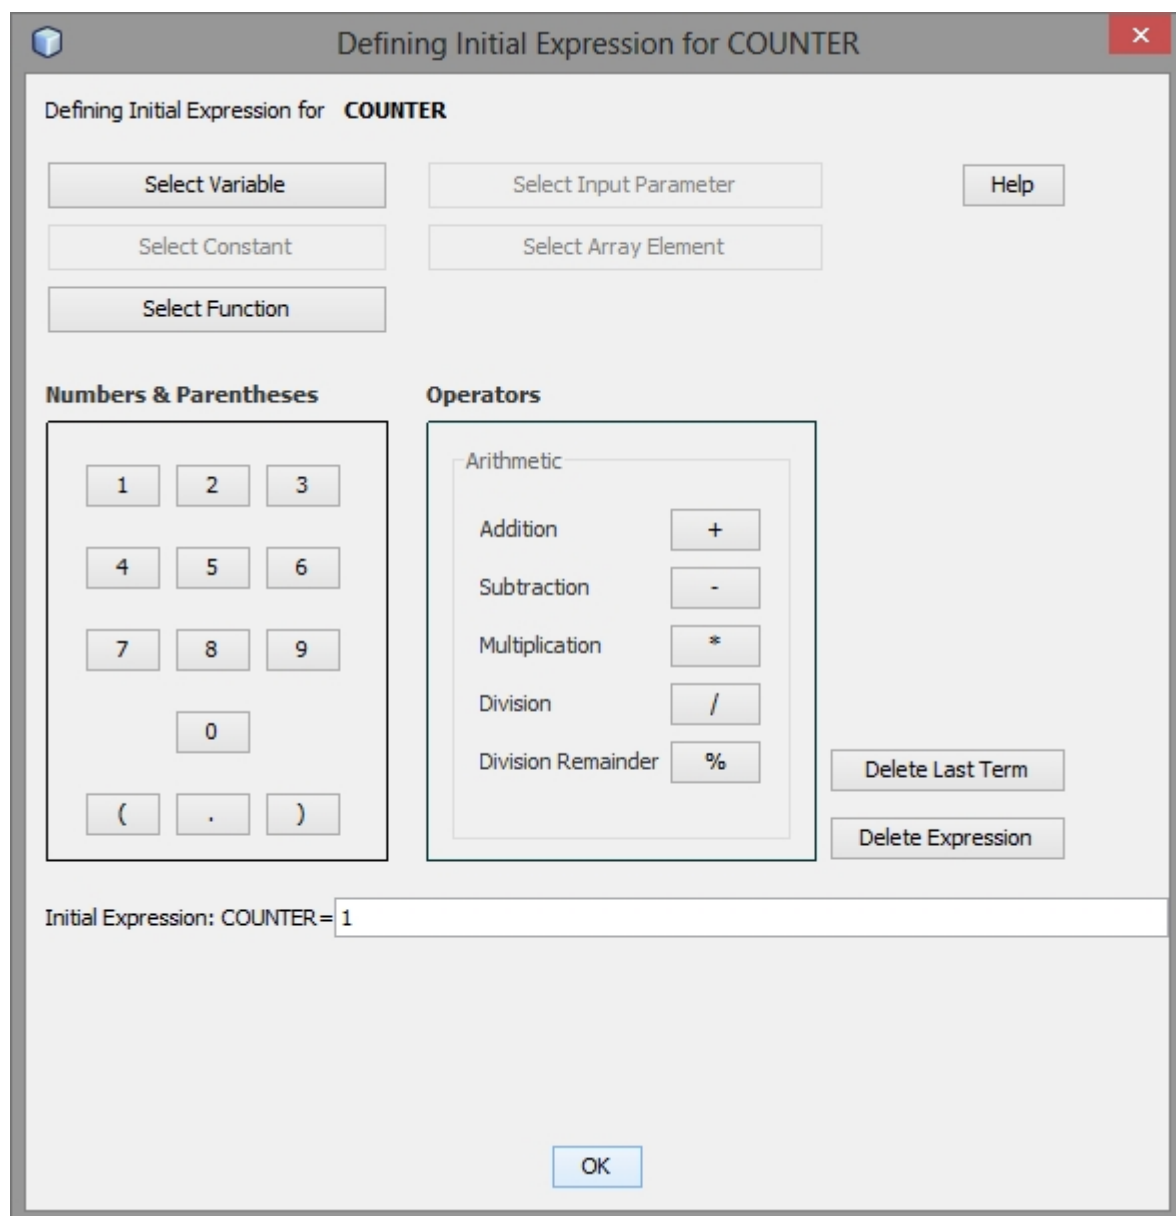 Defining Initial Expression for COUNTER
×
Defining Initial Expression for COUNTER
Select Variable
Select Input Parameter
Help
Select Constant
Select Array Element
Select Function
Numbers & Parentheses
Operators
Arithmetic
1 2 3
Addition +
4 5 6
Subtraction -
7 8 9
Multiplication *
0
Division /
Division Remainder %
Delete Last Term
( . )
Delete Expression
Initial Expression: COUNTER= 1
OK